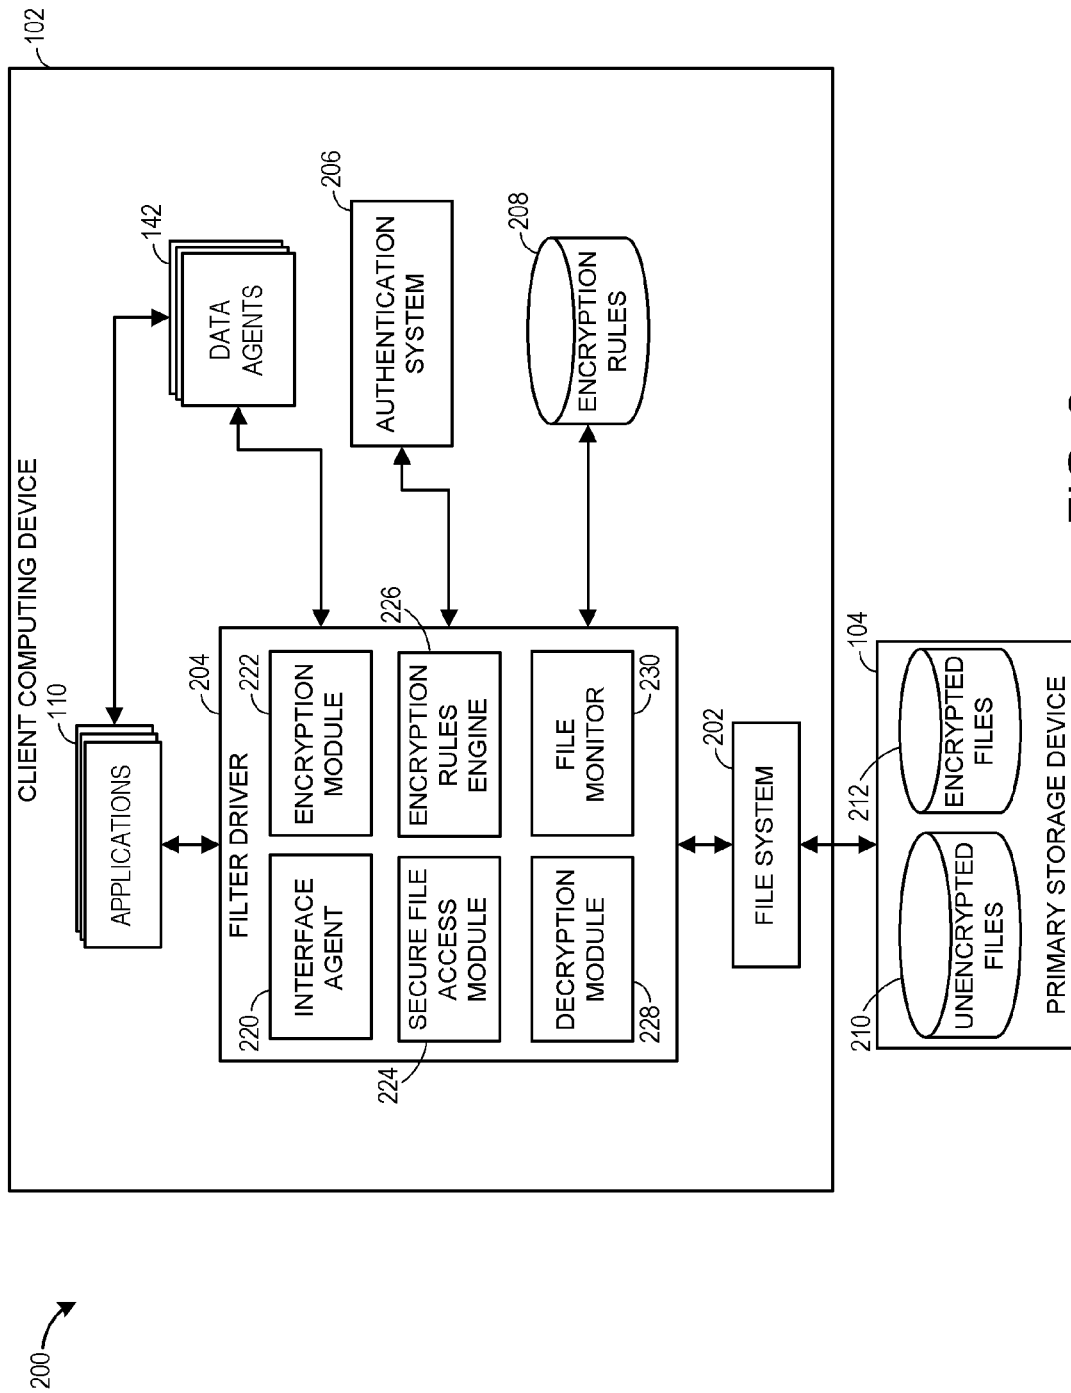 200
102
CLIENT COMPUTING DEVICE
110
APPLICATIONS
142
DATA
AGENTS
204
FILTER DRIVER
220
INTERFACE
AGENT
222
ENCRYPTION
MODULE
206
AUTHENTICATION
SYSTEM
224
SECURE FILE
ACCESS
MODULE
226
ENCRYPTION
RULES
ENGINE
208
ENCRYPTION
RULES
228
DECRYPTION
MODULE
230
FILE
MONITOR
202
FILE SYSTEM
104
210
UNENCRYPTED
FILES
212
ENCRYPTED
FILES
PRIMARY STORAGE DEVICE